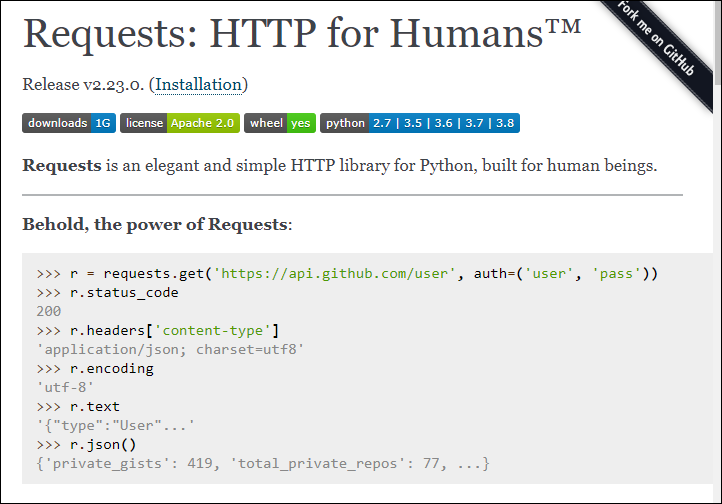 Requests: HTTP for Humans™
Fork me on GitHub
Release v2.23.0. (Installation)
downloads 1G license Apache 2.0 wheel yes python 2.7 | 3.5 | 3.6 | 3.7 | 3.8
Requests is an elegant and simple HTTP library for Python, built for human beings.
Behold, the power of Requests:
>>> r = requests.get('https://api.github.com/user', auth=('user', 'pass'))
>>> r.status_code
200
>>> r.headers['content-type']
'application/json; charset=utf8'
>>> r.encoding
'utf-8'
>>> r.text
'{"type":"User"...'
>>> r.json()
{'private_gists': 419, 'total_private_repos': 77, ...}